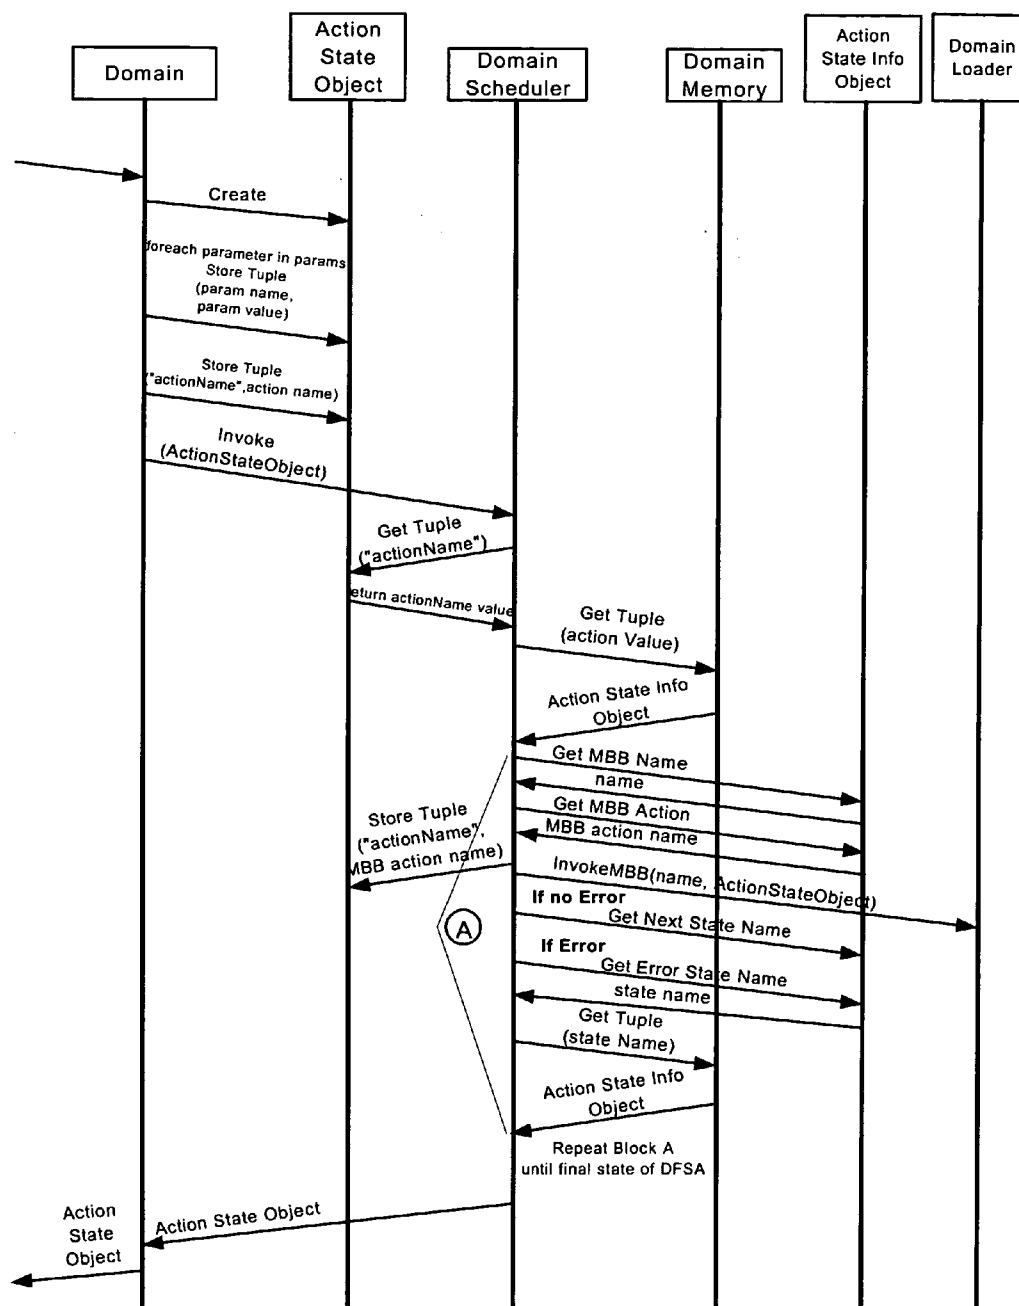 Domain
Action
State
Object
Domain
Scheduler
Domain
Memory
Action
State Info
Object
Domain
Loader
Create
foreach parameter in params
Store Tuple
(param name,
param value)
Store Tuple
("actionName",action name)
Invoke
(ActionStateObject)
Get Tuple
("actionName")
eturn actionName value
Get Tuple
(action Value)
Action State Info
Object
Get MBB Name
name
Get MBB Action
MBB action name
Store Tuple
("actionName",
MBB action name)
InvokeMBB(name, ActionStateObject)
If no Error
Get Next State Name
A
If Error
Get Error State Name
state name
Get Tuple
(state Name)
Action State Info
Object
Repeat Block A
until final state of DFSA
Action State Object
Action
State
Object